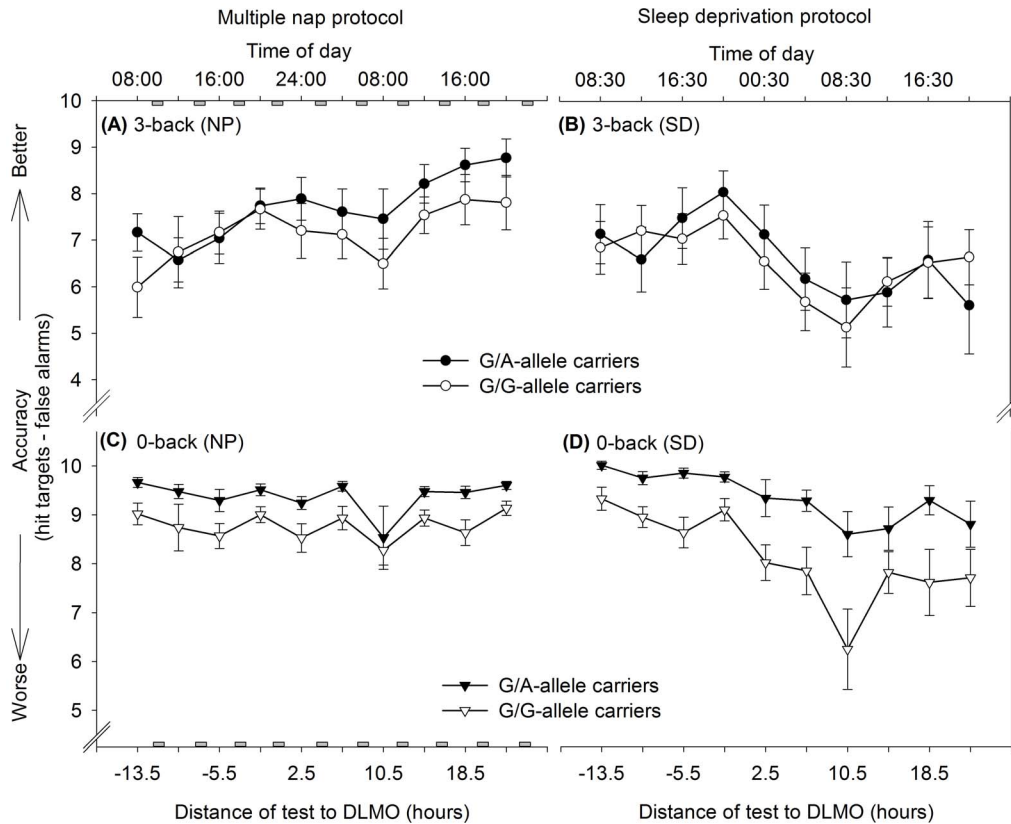 Multiple nap protocol
Sleep deprivation protocol
Time of day
Time of day
08:00 16:00 24:00 08:00 16:00
08:30 16:30 00:30 08:30 16:30
(A) 3-back (NP)
(B) 3-back (SD)
10
9
8
7
6
5
4
G/A-allele carriers
G/G-allele carriers
(C) 0-back (NP)
(D) 0-back (SD)
10
9
8
7
6
5
G/A-allele carriers
G/G-allele carriers
Better
Accuracy
(hit targets - false alarms)
Worse
-13.5 -5.5 2.5 10.5 18.5
-13.5 -5.5 2.5 10.5 18.5
Distance of test to DLMO (hours)
Distance of test to DLMO (hours)